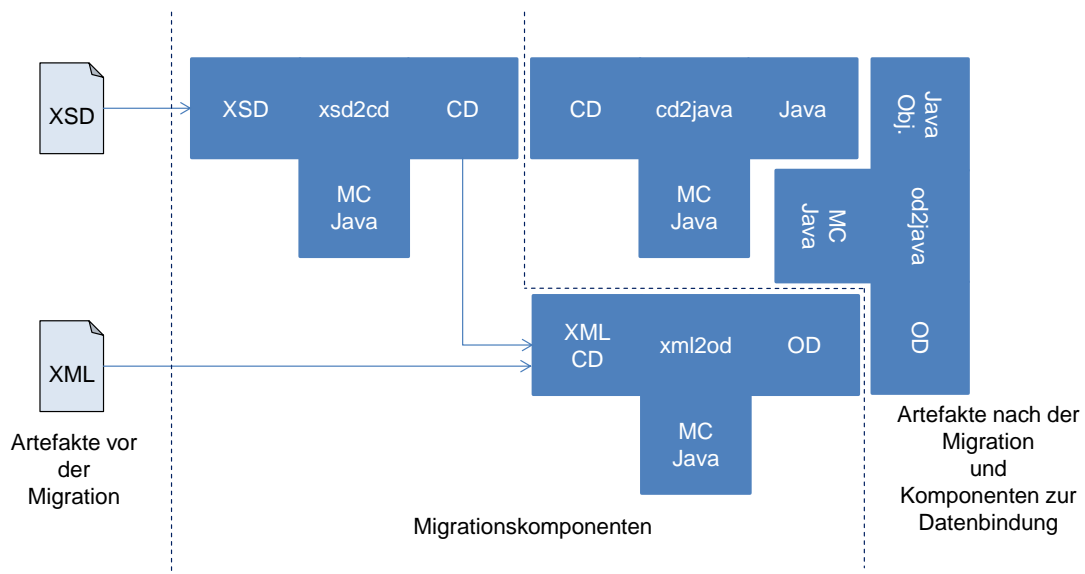 XSD
XSD
xsd2cd
CD
MC
Java
CD
cd2java
Java
MC
Java
Java
Obj.
od2java
OD
MC
Java
XML
XML
CD
xml2od
OD
MC
Java
Artefakte vor
der
Migration
Migrationskomponenten
Artefakte nach der
Migration
und
Komponenten zur
Datenbindung